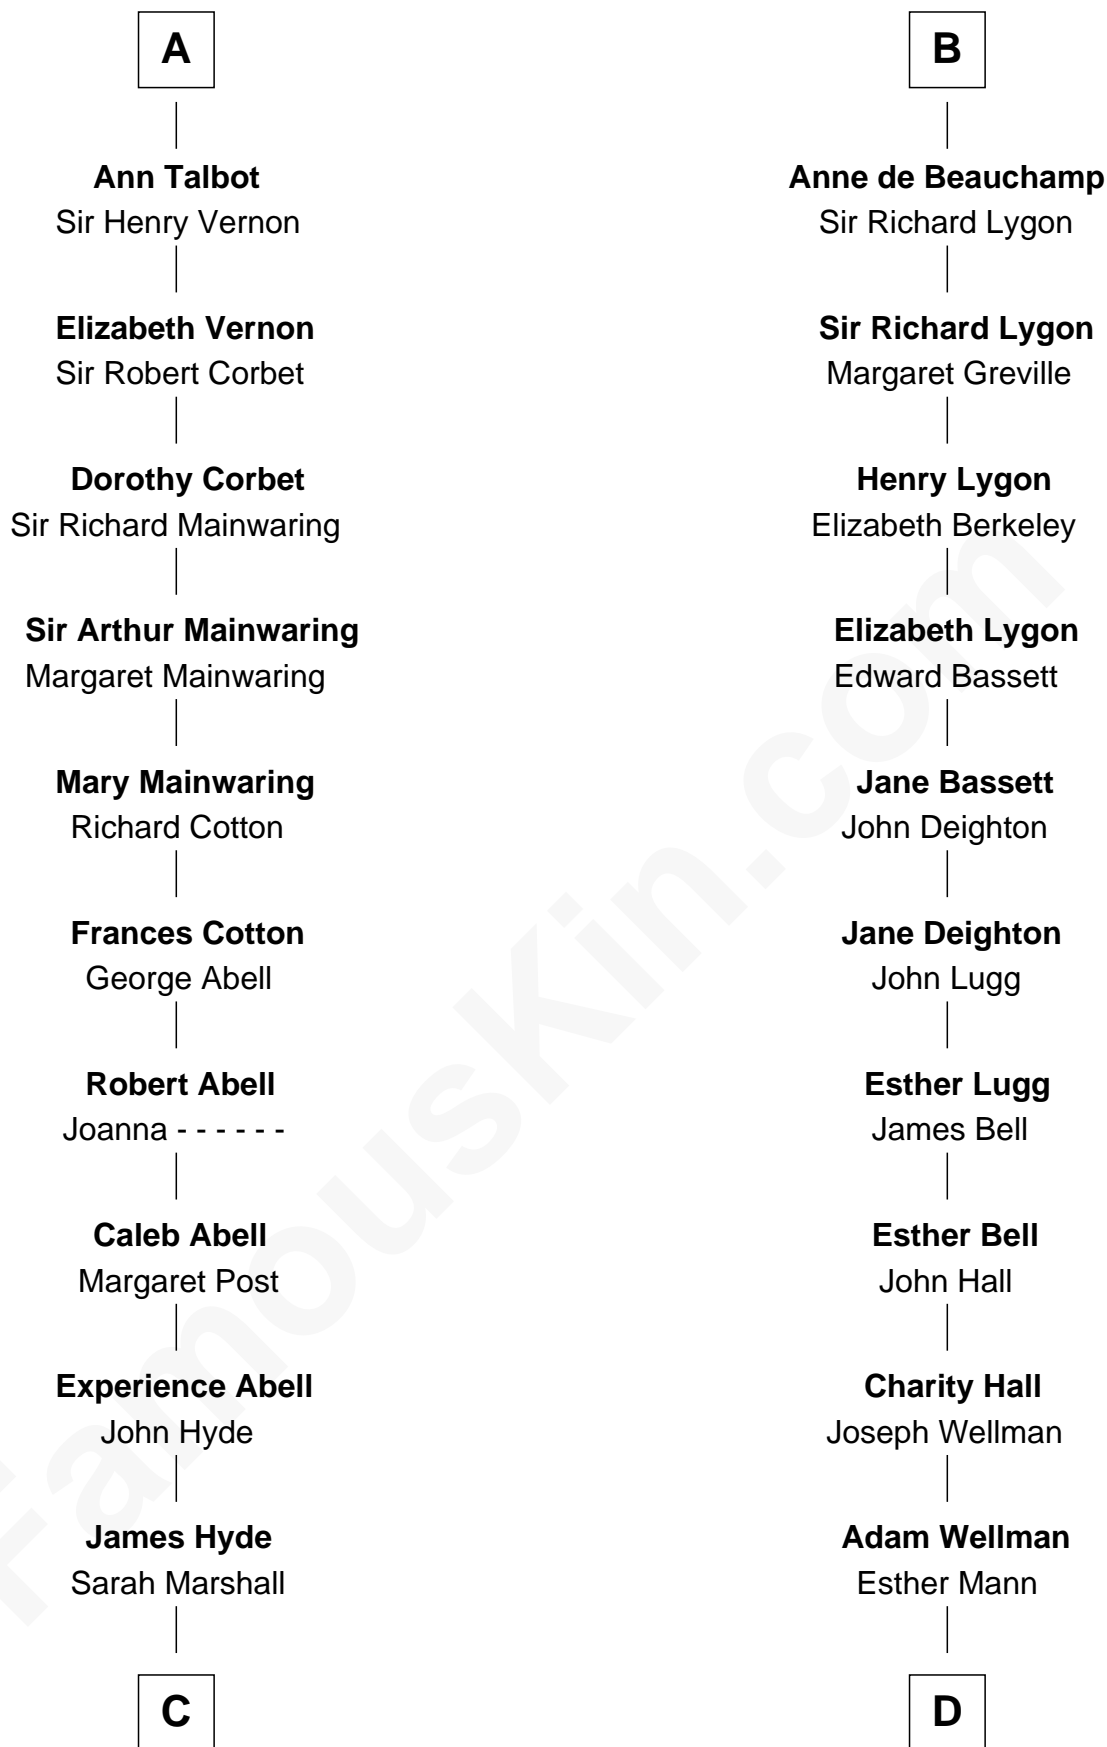 A
Ann Talbot
Sir Henry Vernon
Elizabeth Vernon
Sir Robert Corbet
Dorothy Corbet
Sir Richard Mainwaring
Sir Arthur Mainwaring
Margaret Mainwaring
Mary Mainwaring
Richard Cotton
Frances Cotton
George Abell
Robert Abell
Joanna - - - - - -
Caleb Abell
Margaret Post
Experience Abell
John Hyde
James Hyde
Sarah Marshall
C
B
Anne de Beauchamp
Sir Richard Lygon
Sir Richard Lygon
Margaret Greville
Henry Lygon
Elizabeth Berkeley
Elizabeth Lygon
Edward Bassett
Jane Bassett
John Deighton
Jane Deighton
John Lugg
Esther Lugg
James Bell
Esther Bell
John Hall
Charity Hall
Joseph Wellman
Adam Wellman
Esther Mann
D
FamousKin.com